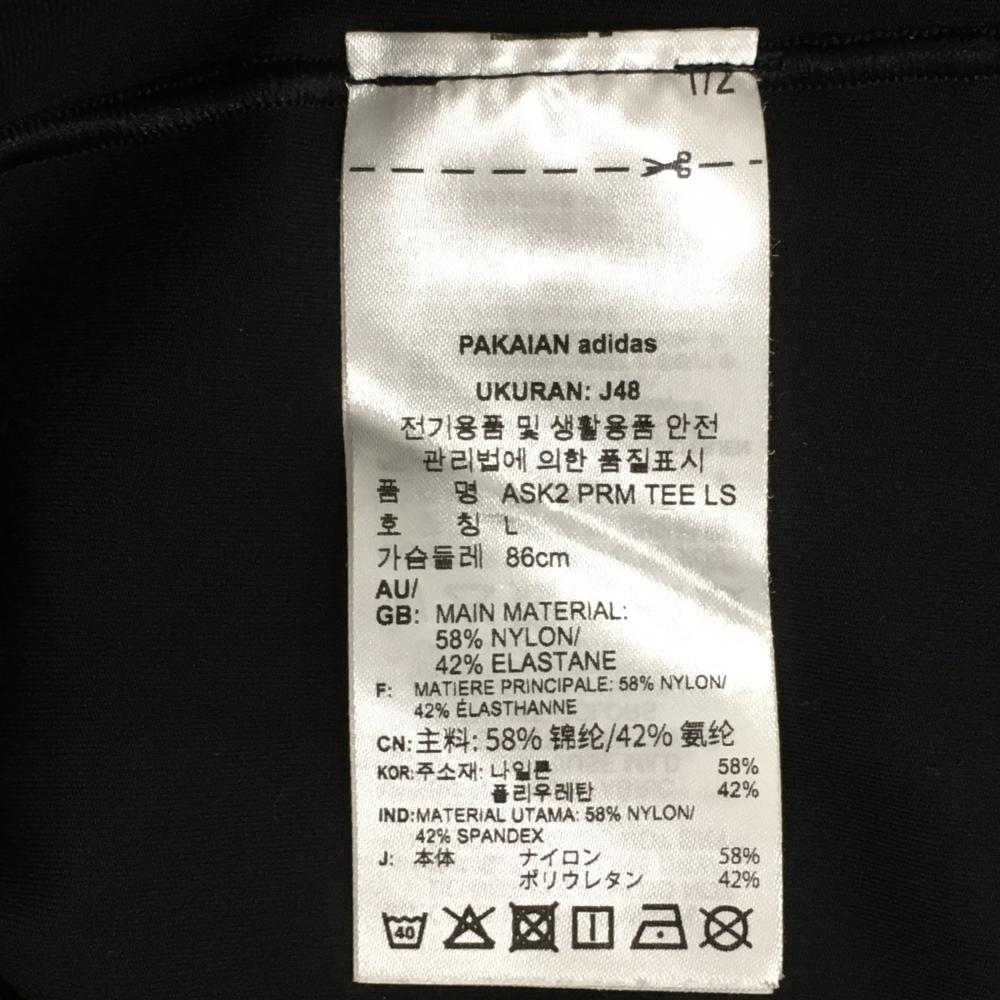 1/2
PAKAIAN adidas
UKURAN: J48
전기용품 및 생활용품 안전
관리법에 의한 품질표시
품 명 ASK2 PRM TEE LS
호 칭 L
가슴둘레 86cm
AU/
GB: MAIN MATERIAL:
58% NYLON/
42% ELASTANE
F: MATIERE PRINCIPALE: 58% NYLON/
42% ÉLASTHANNE
CN: 主料: 58% 锦纶/42% 氨纶
KOR: 주소재: 나일론 58%
폴리우레탄 42%
IND: MATERIAL UTAMA: 58% NYLON/
42% SPANDEX
J: 本体 ナイロン 58%
ポリウレタン 42%
40